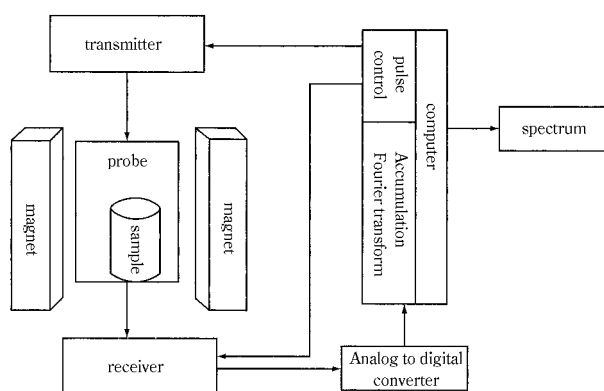 transmitter
pulse
control
computer
spectrum
probe
Accumulation
Fourier transform
magnet
sample
magnet
receiver
Analog to digital
converter